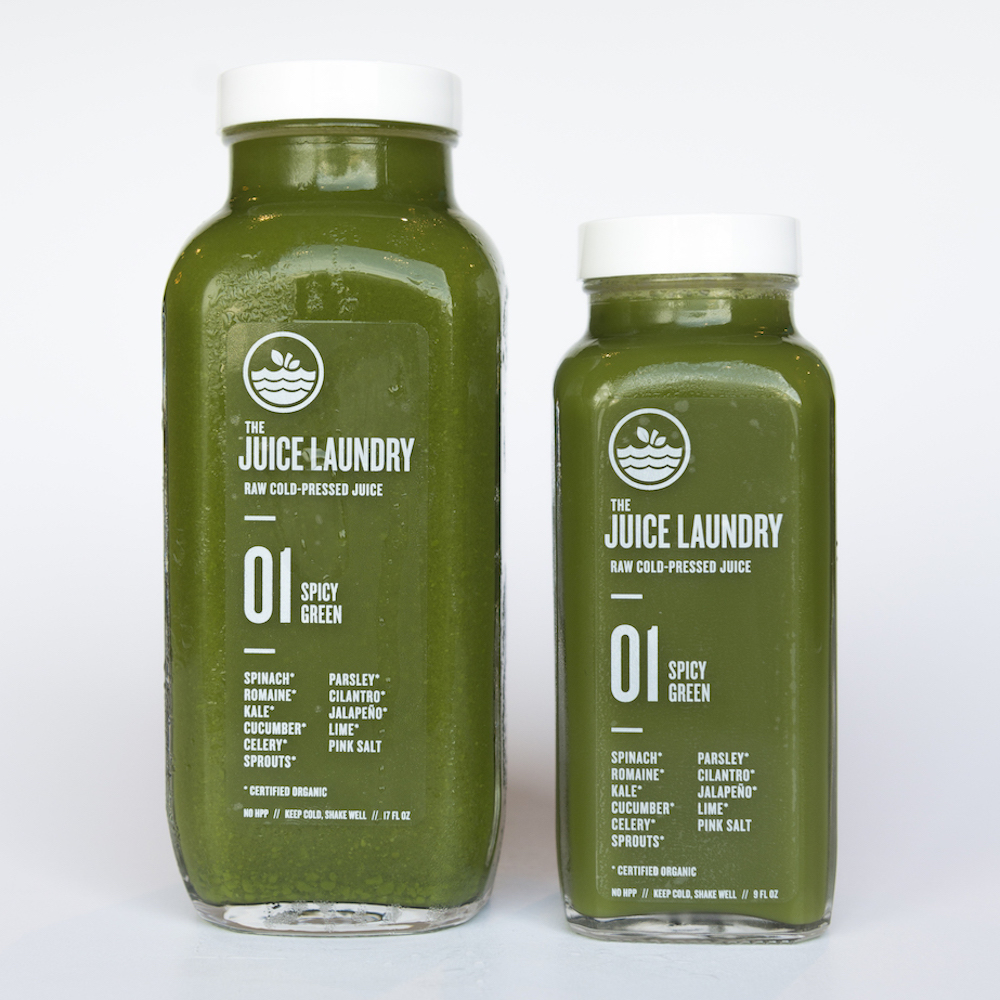 THE
JUICE LAUNDRY
RAW COLD-PRESSED JUICE
01 SPICY
GREEN
SPINACH*
ROMAINE*
KALE*
CUCUMBER*
CELERY*
SPROUTS*
PARSLEY*
CILANTRO*
JALAPEÑO*
LIME*
PINK SALT
* CERTIFIED ORGANIC
NO HPP // KEEP COLD, SHAKE WELL // 17 FL OZ
THE
JUICE LAUNDRY
RAW COLD-PRESSED JUICE
01 SPICY
GREEN
SPINACH*
ROMAINE*
KALE*
CUCUMBER*
CELERY*
SPROUTS*
PARSLEY*
CILANTRO*
JALAPEÑO*
LIME*
PINK SALT
* CERTIFIED ORGANIC
NO HPP // KEEP COLD, SHAKE WELL // 9 FL OZ